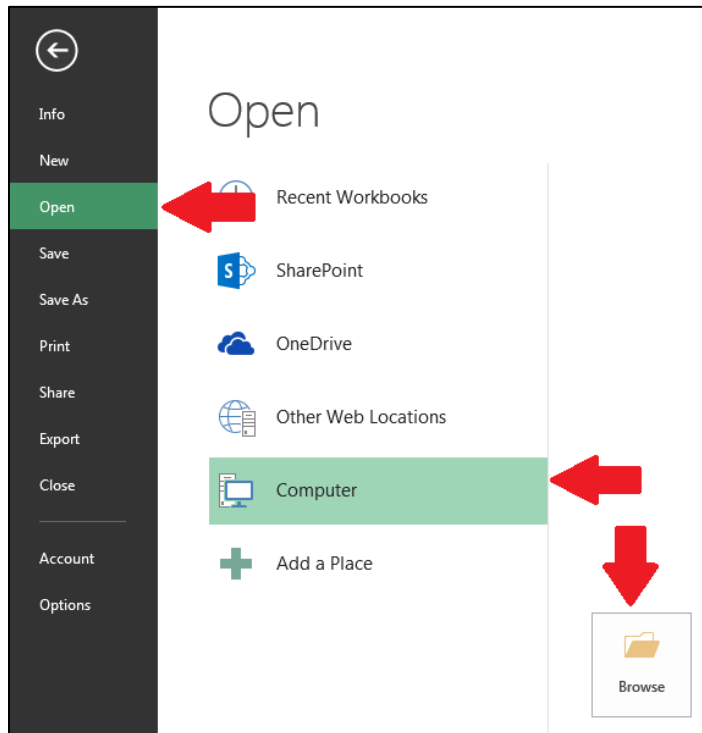 Info
New
Open
Save
Save As
Print
Share
Export
Close
Account
Options
Open
Recent Workbooks
S
SharePoint
OneDrive
Other Web Locations
Computer
Add a Place
Browse